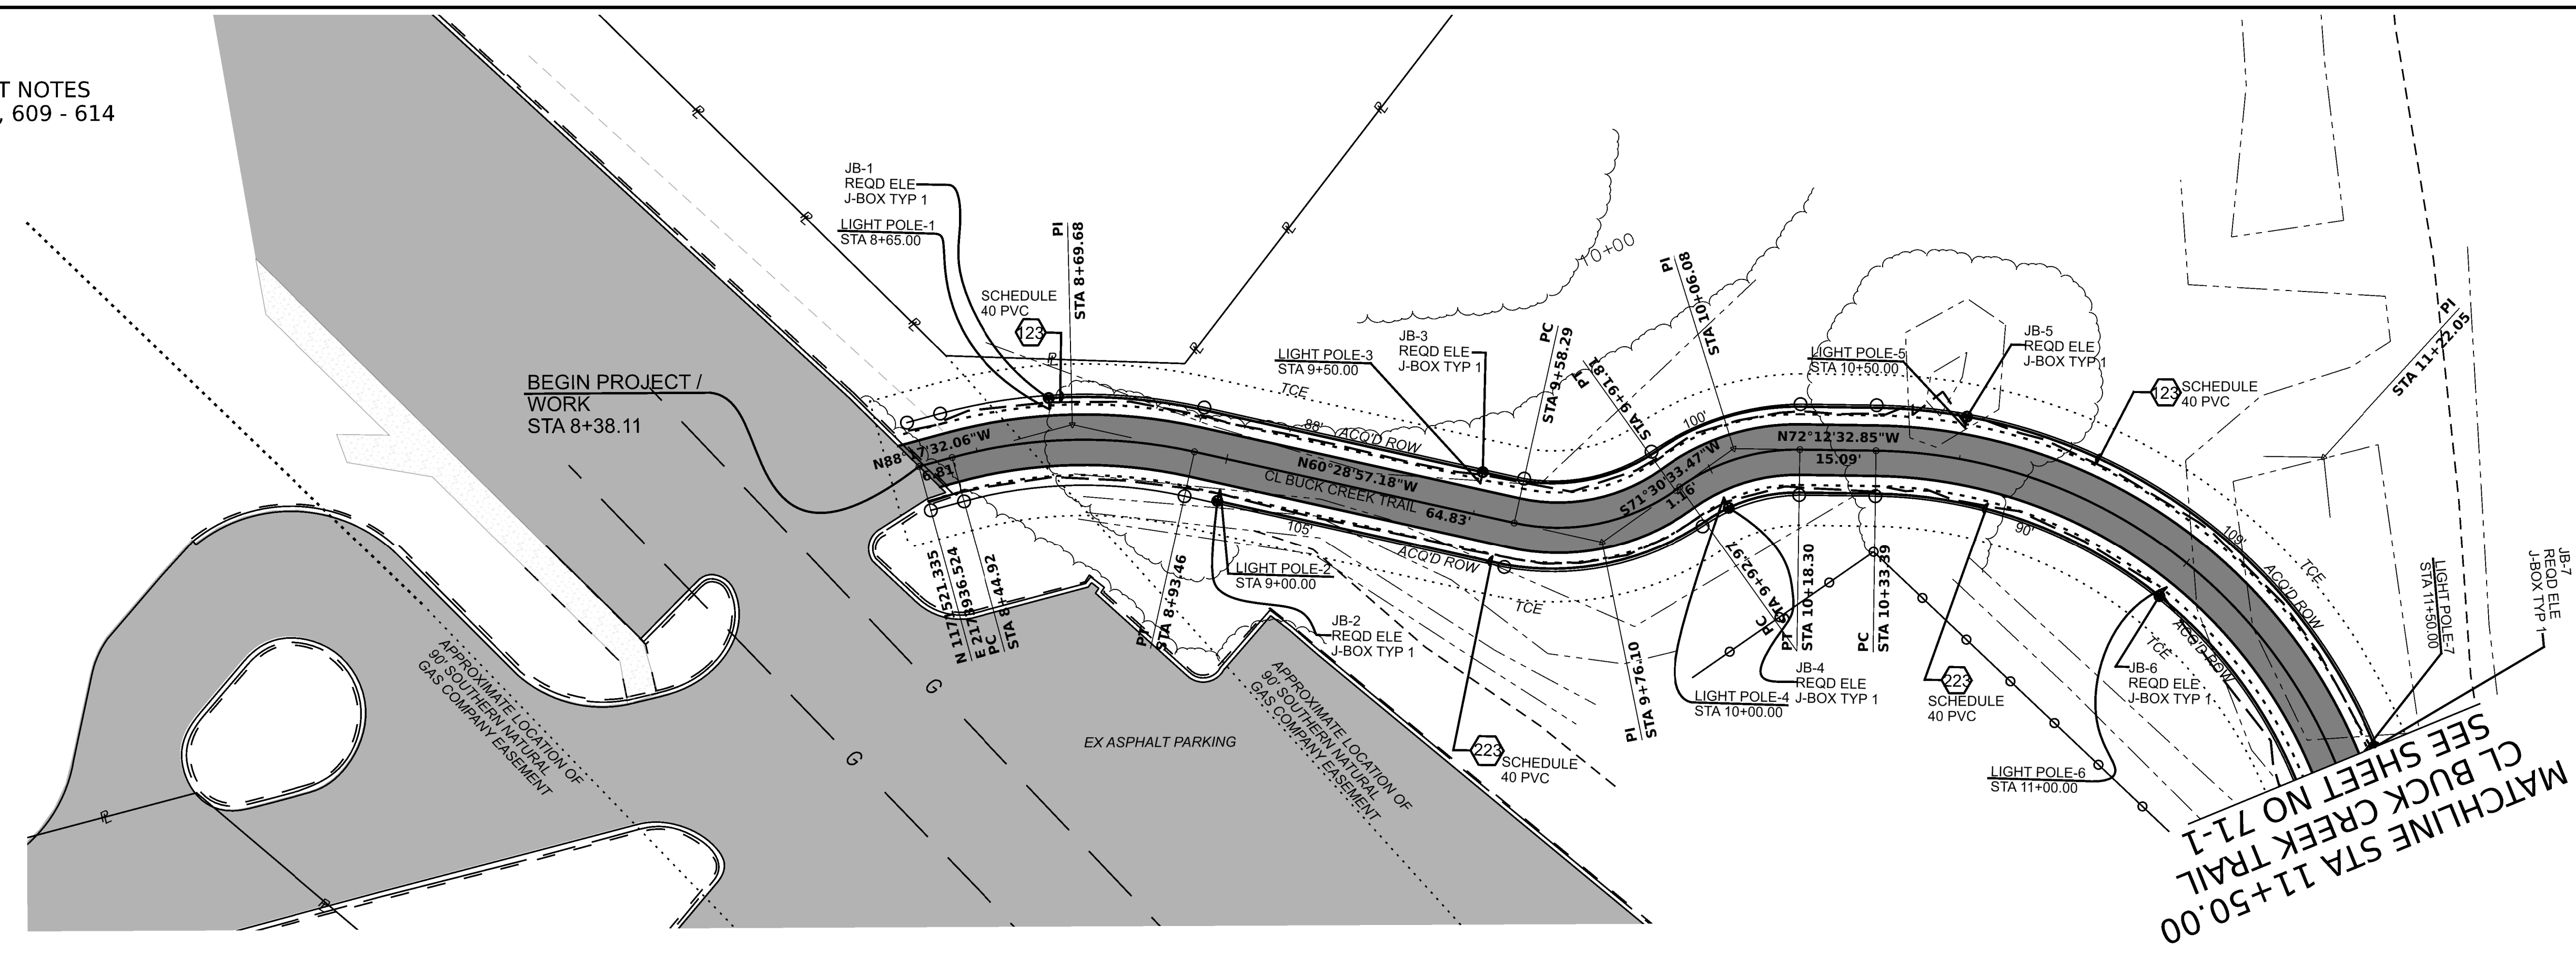 T NOTES
, 609 - 614
JB-1
REQD ELE
J-BOX TYP 1
LIGHT POLE-1
STA 8+65.00
PI
STA 8+69.68
SCHEDULE
40 PVC
123
BEGIN PROJECT /
WORK
STA 8+38.11
N88°17'32.06"W
6.81'
N 1171521.335
E 2173936.524
PC
STA 8+44.92
PT
STA 8+93.46
LIGHT POLE-2
STA 9+00.00
JB-2
REQD ELE
J-BOX TYP 1
TCE
88'
ACQ'D ROW
N60°28'57.18"W
CL BUCK CREEK TRAIL
64.83'
105'
ACQ'D ROW
TCE
LIGHT POLE-3
STA 9+50.00
JB-3
REQD ELE
J-BOX TYP 1
PC
STA 9+58.29
10+00
PT
STA 9+91.81
PI
STA 10+06.08
100'
S71°30'33.47"W
1.16'
PI
STA 9+76.10
PC
STA 9+92.97
223
SCHEDULE
40 PVC
LIGHT POLE-4
STA 10+00.00
JB-4
REQD ELE
J-BOX TYP 1
PT
STA 10+18.30
PC
STA 10+33.39
N72°12'32.85"W
15.09'
LIGHT POLE-5
STA 10+50.00
JB-5
REQD ELE
J-BOX TYP 1
123
SCHEDULE
40 PVC
PI
STA 11+22.05
90'
223
SCHEDULE
40 PVC
109'
TCE
ACQ'D ROW
TCE
ACQ'D ROW
JB-6
REQD ELE
J-BOX TYP 1
LIGHT POLE-6
STA 11+00.00
LIGHT POLE-7
STA 11+50.00
JB-7
REQD ELE
J-BOX TYP 1
MATCHLINE STA 11+50.00
CL BUCK CREEK TRAIL
SEE SHEET NO 71-1
APPROXIMATE LOCATION OF
90' SOUTHERN NATURAL
GAS COMPANY EASEMENT
G
G
EX ASPHALT PARKING
APPROXIMATE LOCATION OF
90' SOUTHERN NATURAL
GAS COMPANY EASEMENT